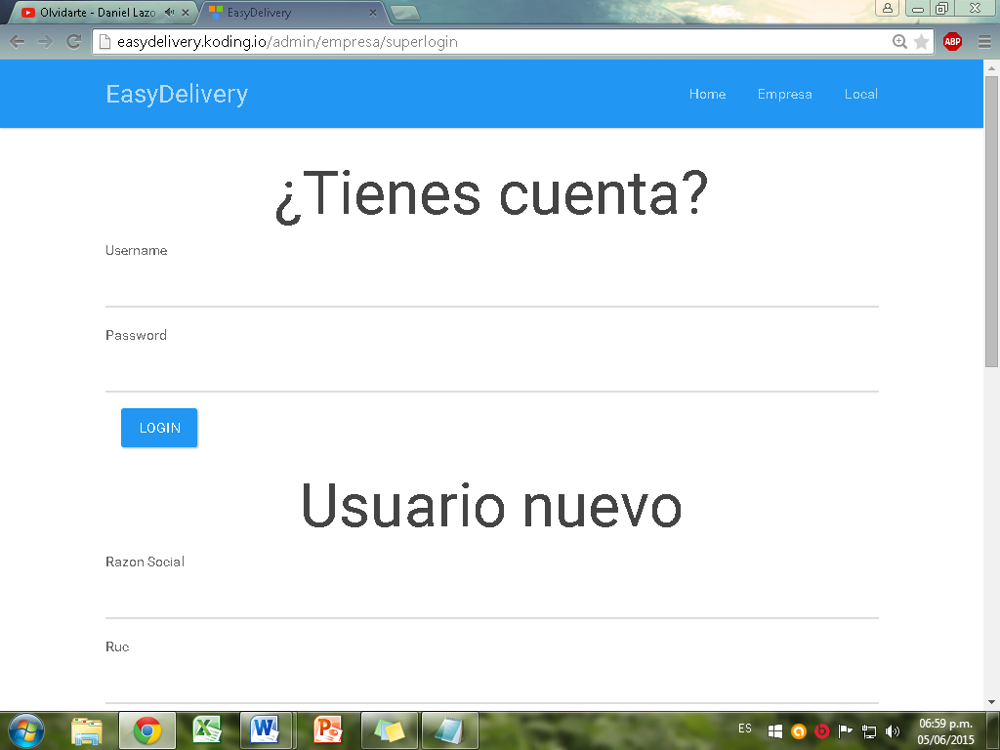 Olvidarte - Daniel Lazo
EasyDelivery
easydelivery.koding.io/admin/empresa/superlogin
ABP
EasyDelivery
Home
Empresa
Local
¿Tienes cuenta?
Username
Password
LOGIN
Usuario nuevo
Razon Social
Ruc
ES
06:59 p.m.
05/06/2015